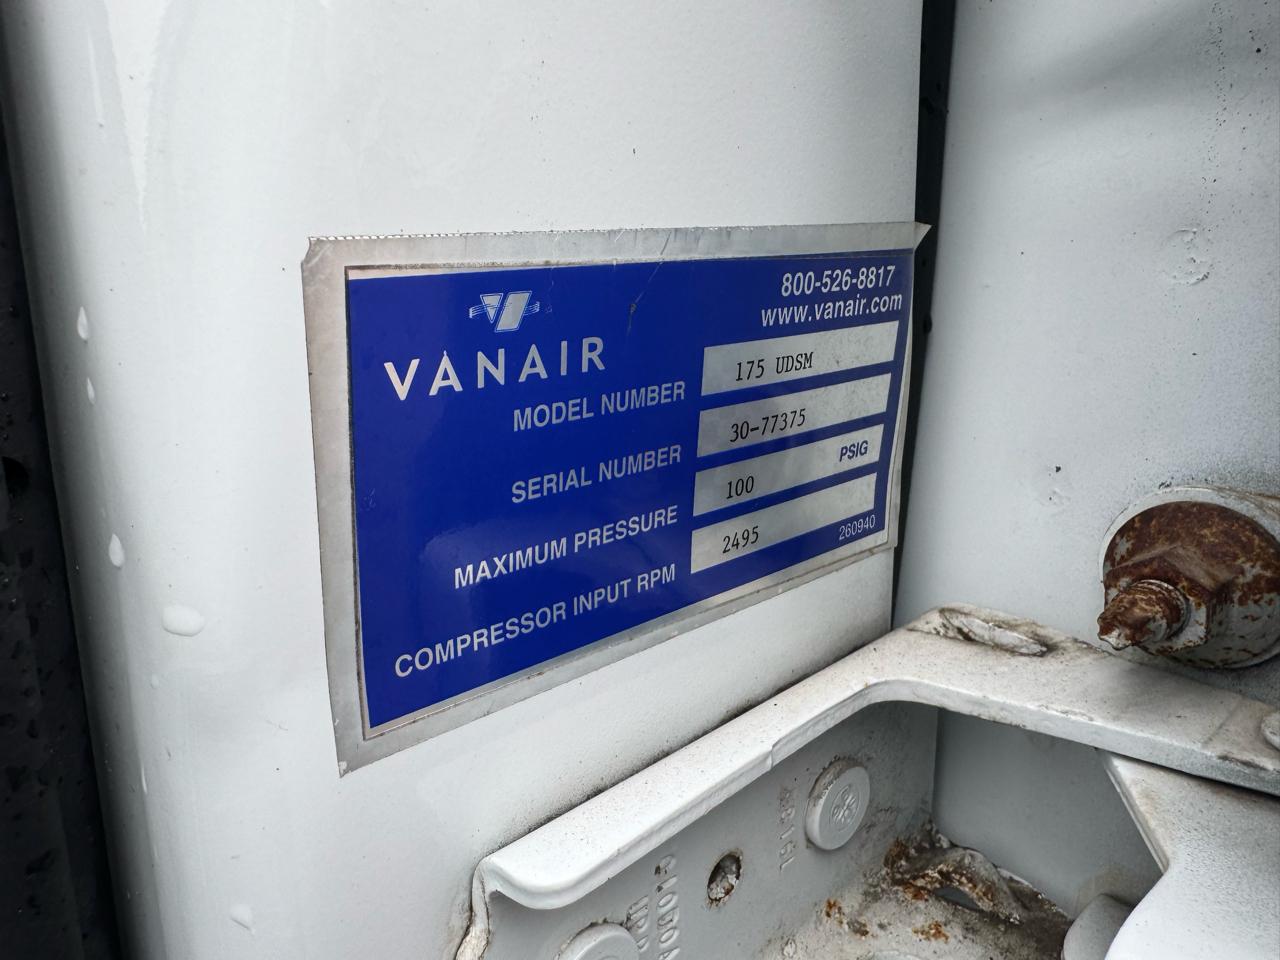 800-526-8817
www.vanair.com
VANAIR
MODEL NUMBER 175 UDSM
SERIAL NUMBER 30-77375
MAXIMUM PRESSURE 100 PSIG
COMPRESSOR INPUT RPM 2495
260940